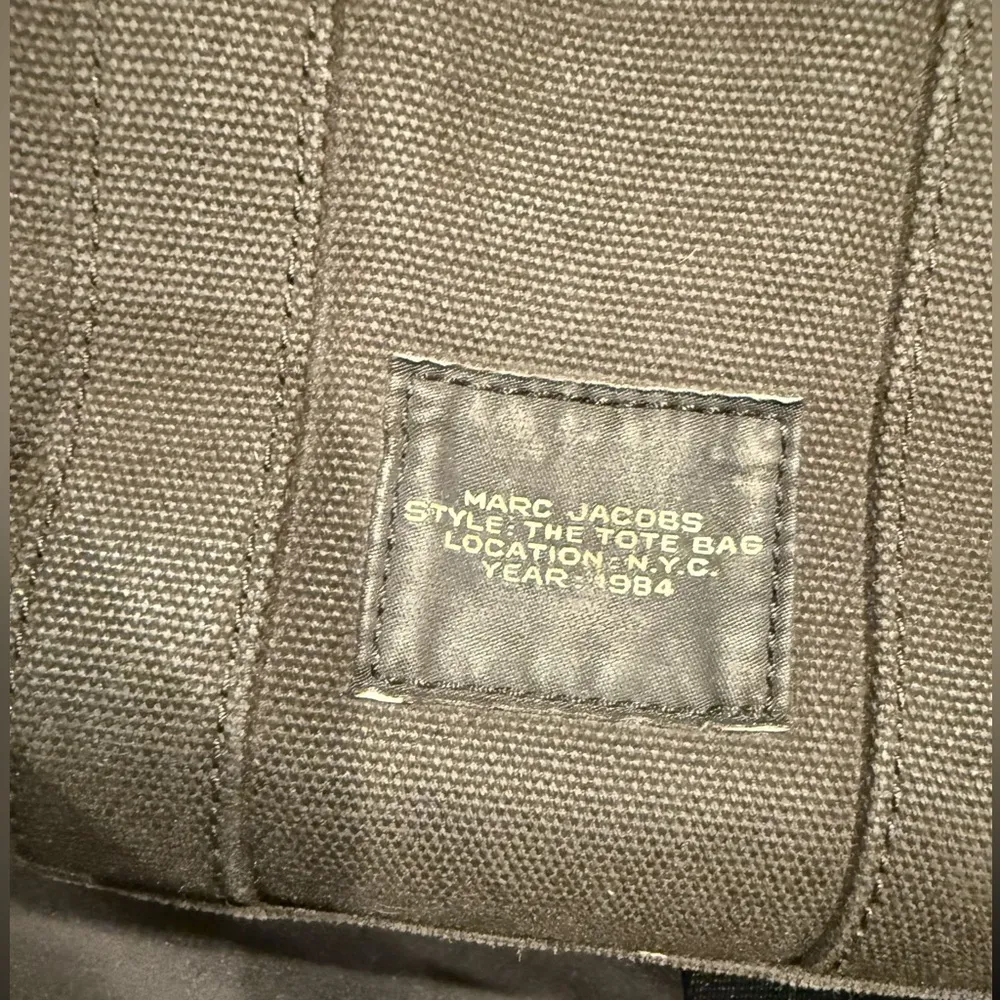 MARC JACOBS
STYLE: THE TOTE BAG
LOCATION: N.Y.C.
YEAR: 1984